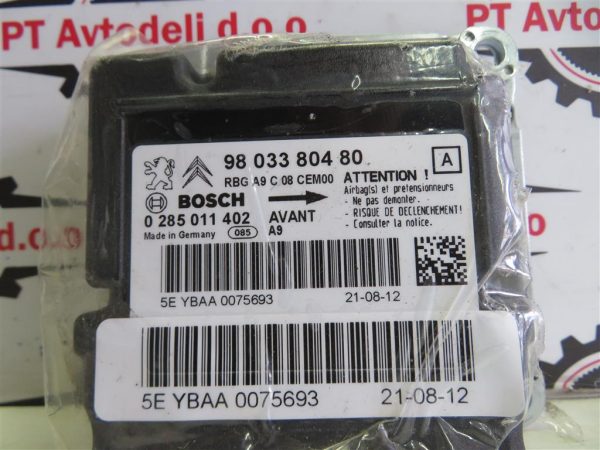 PT Avtodeli d o o
PT Avtod
d.o.o.
98 033 804 80
A
RBG A9 C 08 CEM00
ATTENTION !
BOSCH
Airbag(s) et pretensionneurs
- Ne pas demonter.
0 285 011 402
AVANT
- RISQUE DE DECLENCHEMENT!
- Consulter la notice.
Made in Germany
085
A9
5E YBAA 0075693
21-08-12
5E YBAA 0075693
21-08-12